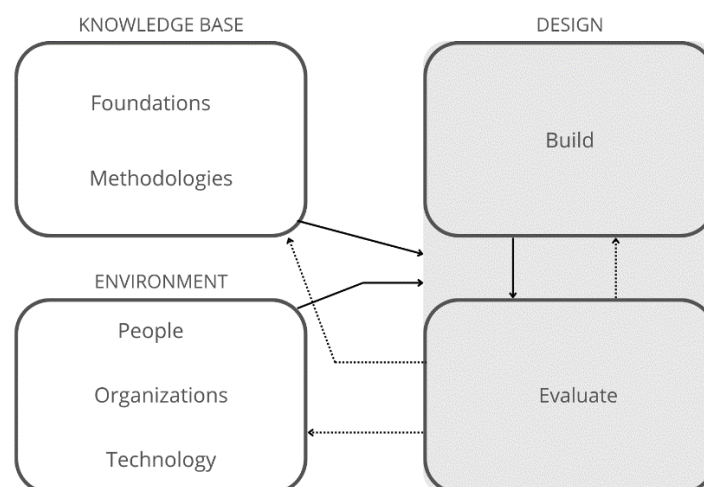 KNOWLEDGE BASE
Foundations
Methodologies
ENVIRONMENT
People
Organizations
Technology
DESIGN
Build
Evaluate